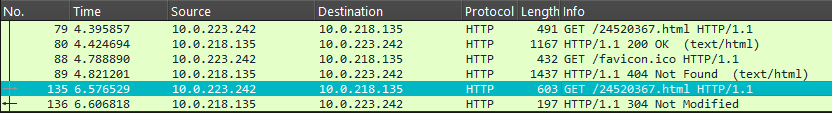 No. Time Source Destination Protocol Length Info
79 4.395857 10.0.223.242 10.0.218.135 HTTP 491 GET /24520367.html HTTP/1.1
80 4.424694 10.0.218.135 10.0.223.242 HTTP 1167 HTTP/1.1 200 OK  (text/html)
88 4.788890 10.0.223.242 10.0.218.135 HTTP 432 GET /favicon.ico HTTP/1.1
89 4.821201 10.0.218.135 10.0.223.242 HTTP 1437 HTTP/1.1 404 Not Found  (text/html)
135 6.576529 10.0.223.242 10.0.218.135 HTTP 603 GET /24520367.html HTTP/1.1
136 6.606818 10.0.218.135 10.0.223.242 HTTP 197 HTTP/1.1 304 Not Modified